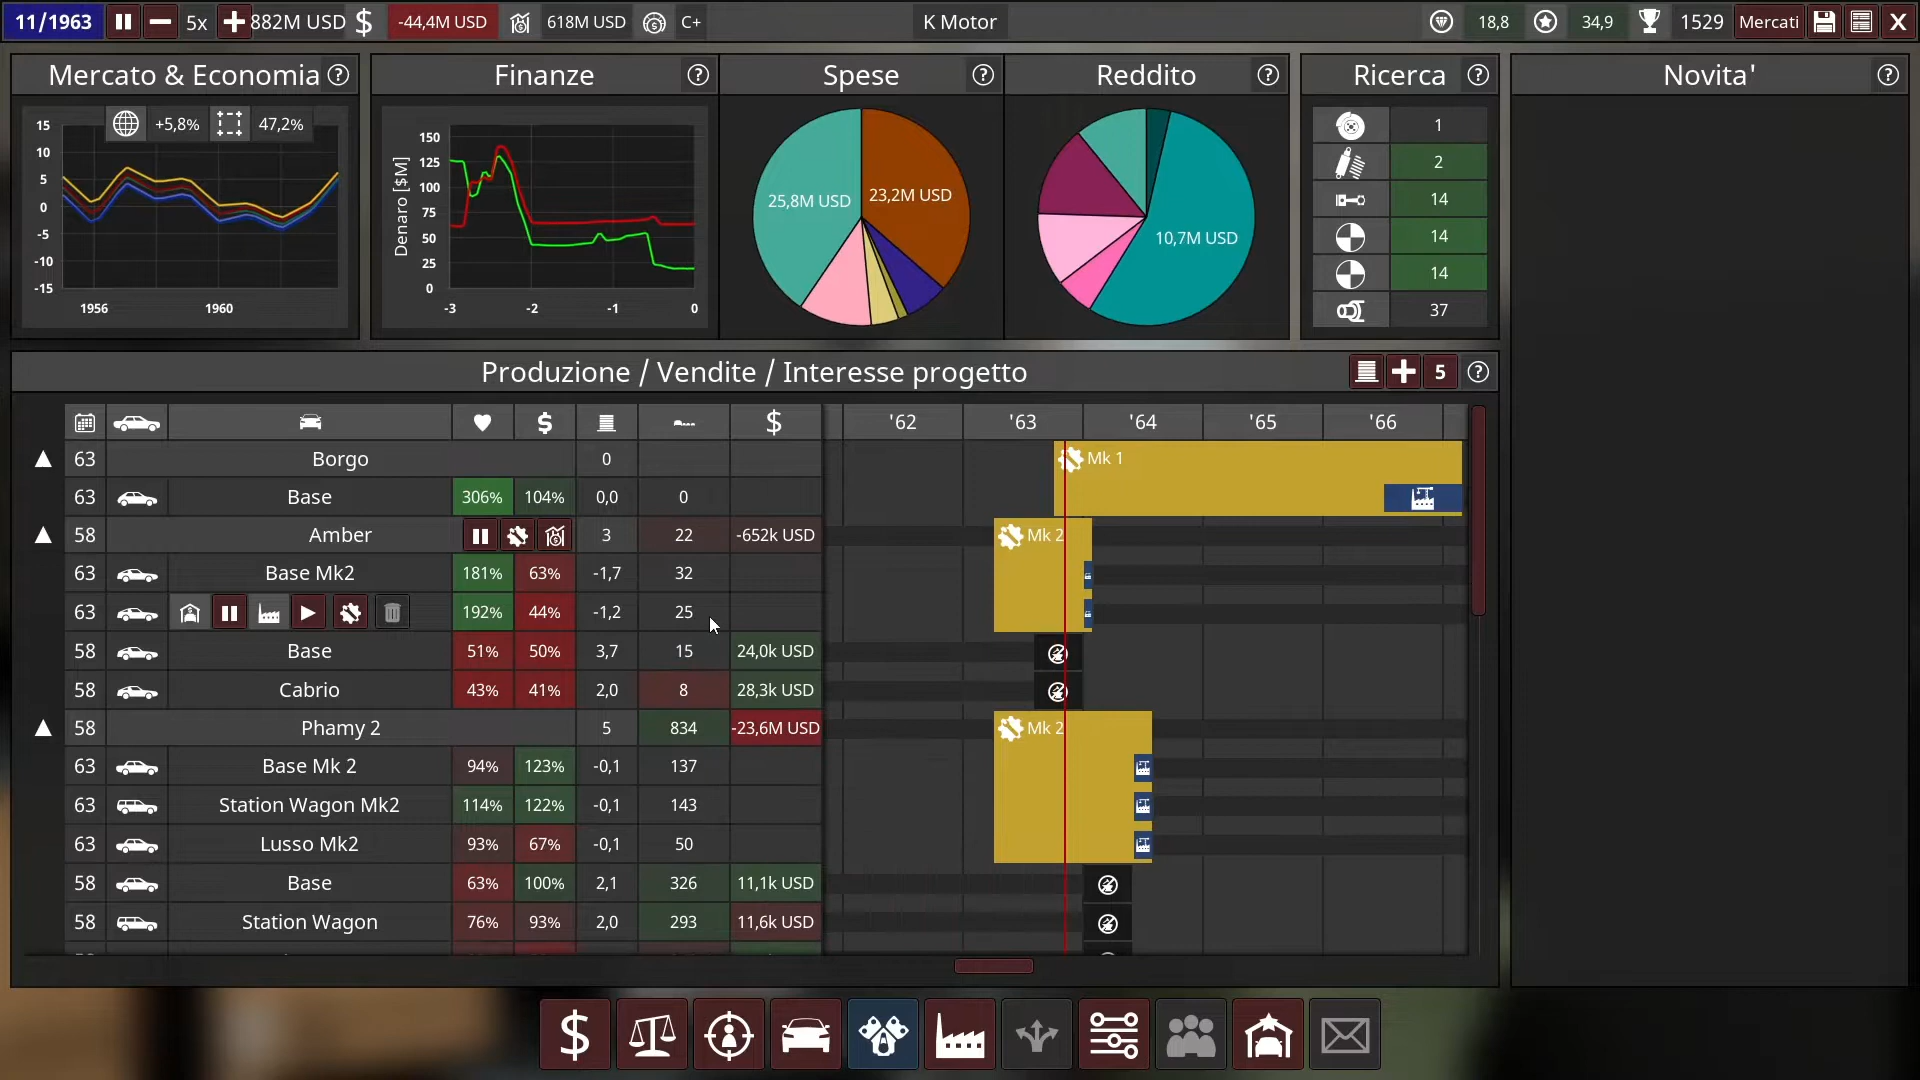 11/1963 5x 882M USD -44,4M USD 618M USD C+ K Motor 18,8 34,9 1529 Mercati
Mercato & Economia
+5,8% 47,2%
15
10
5
0
-5
-10
-15
1956 1960
Finanze
Denaro [$M]
150
125
100
75
50
25
0
-3 -2 -1 0
Spese
25,8M USD 23,2M USD
Reddito
10,7M USD
Ricerca
1
2
14
14
14
37
Novita'
Produzione / Vendite / Interesse progetto 5
$ $ '62 '63 '64 '65 '66
63 Borgo 0 Mk 1
63 Base 306% 104% 0,0 0
58 Amber 3 22 -652k USD Mk 2
63 Base Mk2 181% 63% -1,7 32
63 192% 44% -1,2 25
58 Base 51% 50% 3,7 15 24,0k USD
58 Cabrio 43% 41% 2,0 8 28,3k USD
58 Phamy 2 5 834 -23,6M USD Mk 2
63 Base Mk 2 94% 123% -0,1 137
63 Station Wagon Mk2 114% 122% -0,1 143
63 Lusso Mk2 93% 67% -0,1 50
58 Base 63% 100% 2,1 326 11,1k USD
58 Station Wagon 76% 93% 2,0 293 11,6k USD